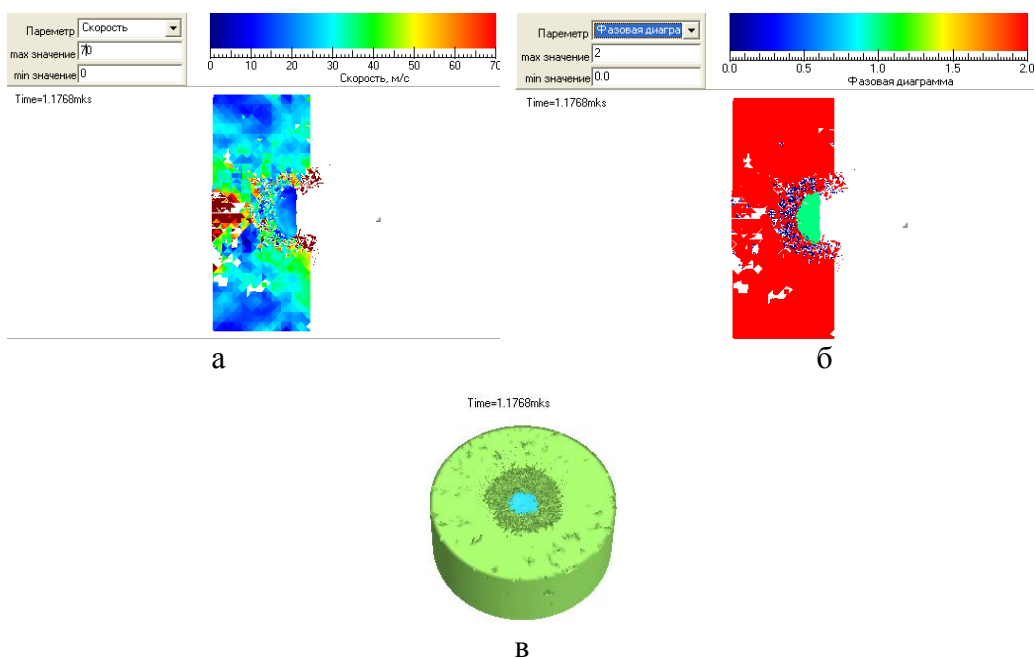 Параметр Скорость
max значение 70
min значение 0
0 10 20 30 40 50 60 70
Скорость, м/с
Time=1.1768mks
а
Параметр Фазовая диаграм
max значение 2
min значение 0.0
0.0 0.5 1.0 1.5 2.0
Фазовая диаграмма
Time=1.1768mks
б
Time=1.1768mks
в